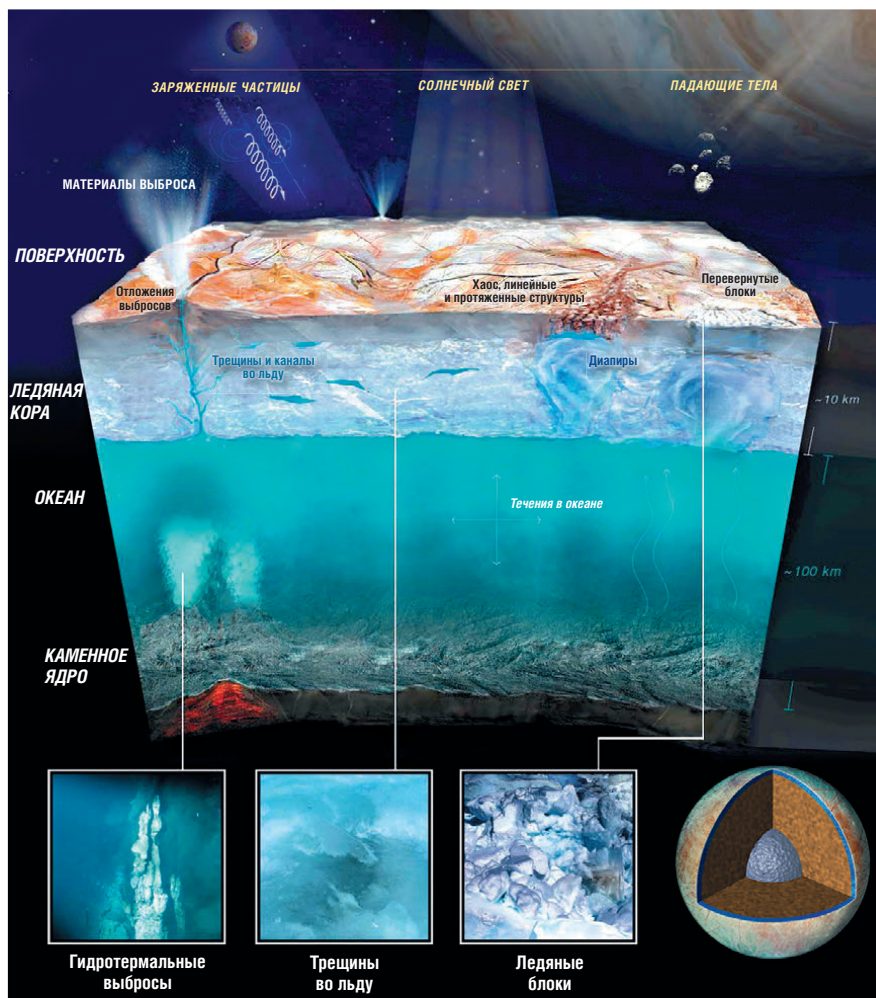 ЗАРЯЖЕННЫЕ ЧАСТИЦЫ
СОЛНЕЧНЫЙ СВЕТ
ПАДАЮЩИЕ ТЕЛА
МАТЕРИАЛЫ ВЫБРОСА
ПОВЕРХНОСТЬ
Отложения
выбросов
Хаос, линейные
и протяженные структуры
Перевернутые
блоки
Трещины и каналы
во льду
Диапиры
ЛЕДЯНАЯ
КОРА
~10 km
ОКЕАН
Течения в океане
~100 km
КАМЕННОЕ
ЯДРО
Гидротермальные
выбросы
Трещины
во льду
Ледяные
блоки